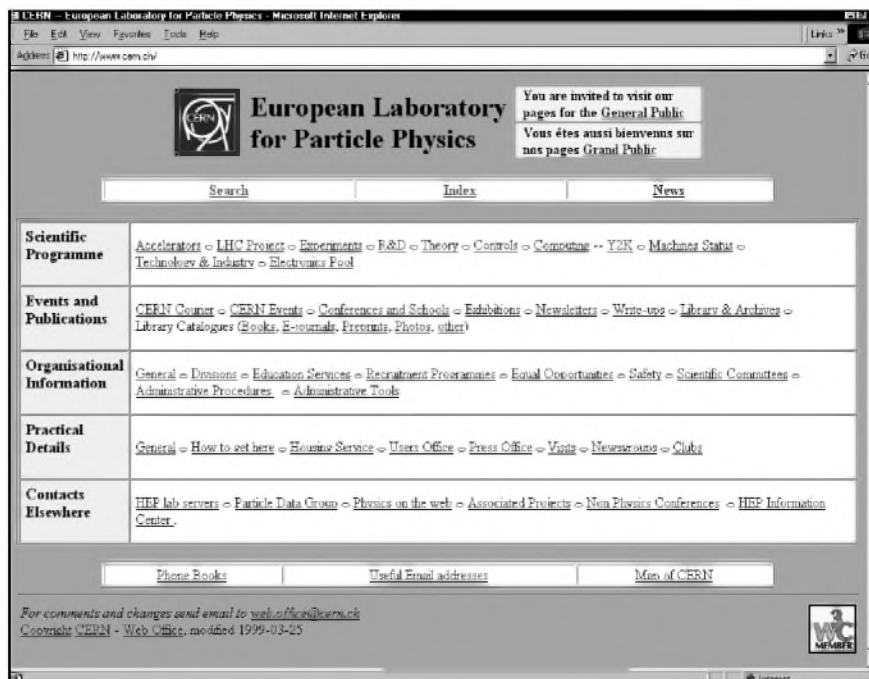 CERN -- European Laboratory for Particle Physics - Microsoft Internet Explorer
File Edit View Favorites Tools Help Links »
Address http://www.cern.ch/ Go
CERN
European Laboratory
for Particle Physics
You are invited to visit our
pages for the General Public
Vous êtes aussi bienvenus sur
nos pages Grand Public
Search Index News
Scientific
Programme
Accelerators o LHC Project o Experiments o R&D o Theory o Controls o Computing -- Y2K o Machines Status o
Technology & Industry o Electronics Pool
Events and
Publications
CERN Courier o CERN Events o Conferences and Schools o Exhibitions o Newsletters o Write-ups o Library & Archives o
Library Catalogues (Books, E-journals, Preprints, Photos, other)
Organisational
Information
General o Divisions o Education Services o Recruitment Programmes o Equal Opportunities o Safety o Scientific Committees o
Administrative Procedures o Administrative Tools
Practical
Details
General o How to get here o Housing Service o Users Office o Press Office o Visits o Newsgroups o Clubs
Contacts
Elsewhere
HEP lab servers o Particle Data Group o Physics on the web o Associated Projects o Non Physics Conferences o HEP Information
Center .
Phone Books Useful Email addresses Map of CERN
For comments and changes send email to web.office@cern.ch
Copyright CERN - Web Office, modified 1999-03-25
W3C
MEMBER
Internet